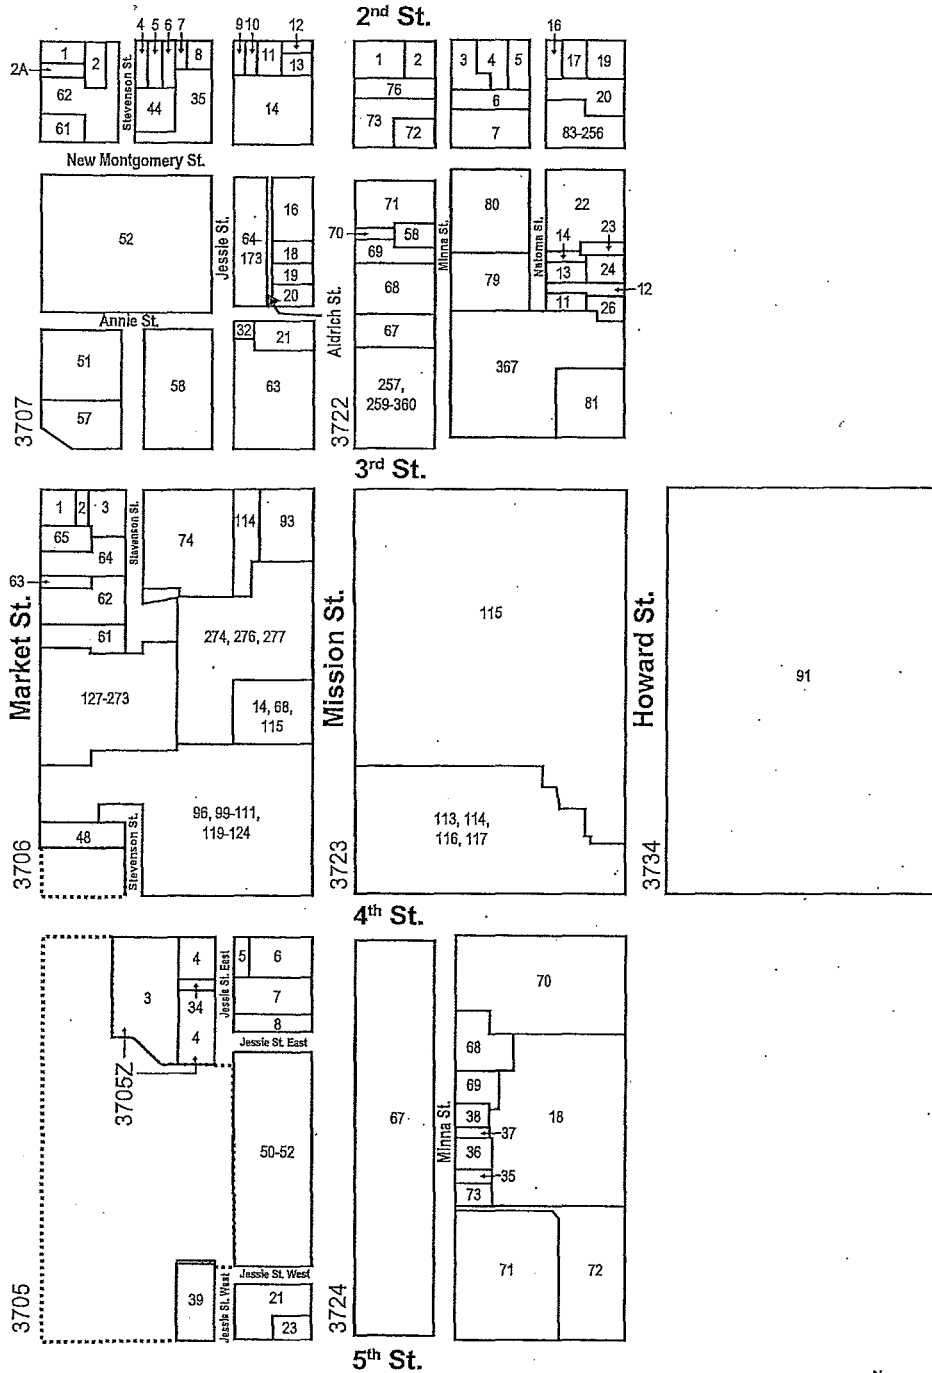 2nd St.
4 5 6 7 9 10 12 16
1 2 8 11 13 1 2 3 4 5 17 19
2A
62 44 35 14 76 6 20
61 73 72 7 83-256
Stevenson St.
New Montgomery St.
52
Jessie St.
64-
173
16
18
19
20
71
70 58
69
68
67
257,
259-360
Minna St.
80
79
Natoma St.
22
14 23
13 24
12
11 26
367
81
Annie St.
Aldrich St.
51
57
58
32 21
63
3707
3722
3rd St.
1 2 3
65
64
63
62
61
Stevenson St.
74
114 93
274, 276, 277
127-273
14, 68,
115
96, 99-111,
119-124
48
Stevenson St.
Market St.
Mission St.
Howard St.
115
113, 114,
116, 117
91
3706
3723
3734
4th St.
3
4
34
4
3705Z
Jessie St. East
5 6
7
8
Jessie St. East
50-52
Jessie St. West
39
Jessie St. West
21
23
67
Minna St.
70
68
69
38
37
36
35
73
18
71
72
3705
3724
5th St.
N